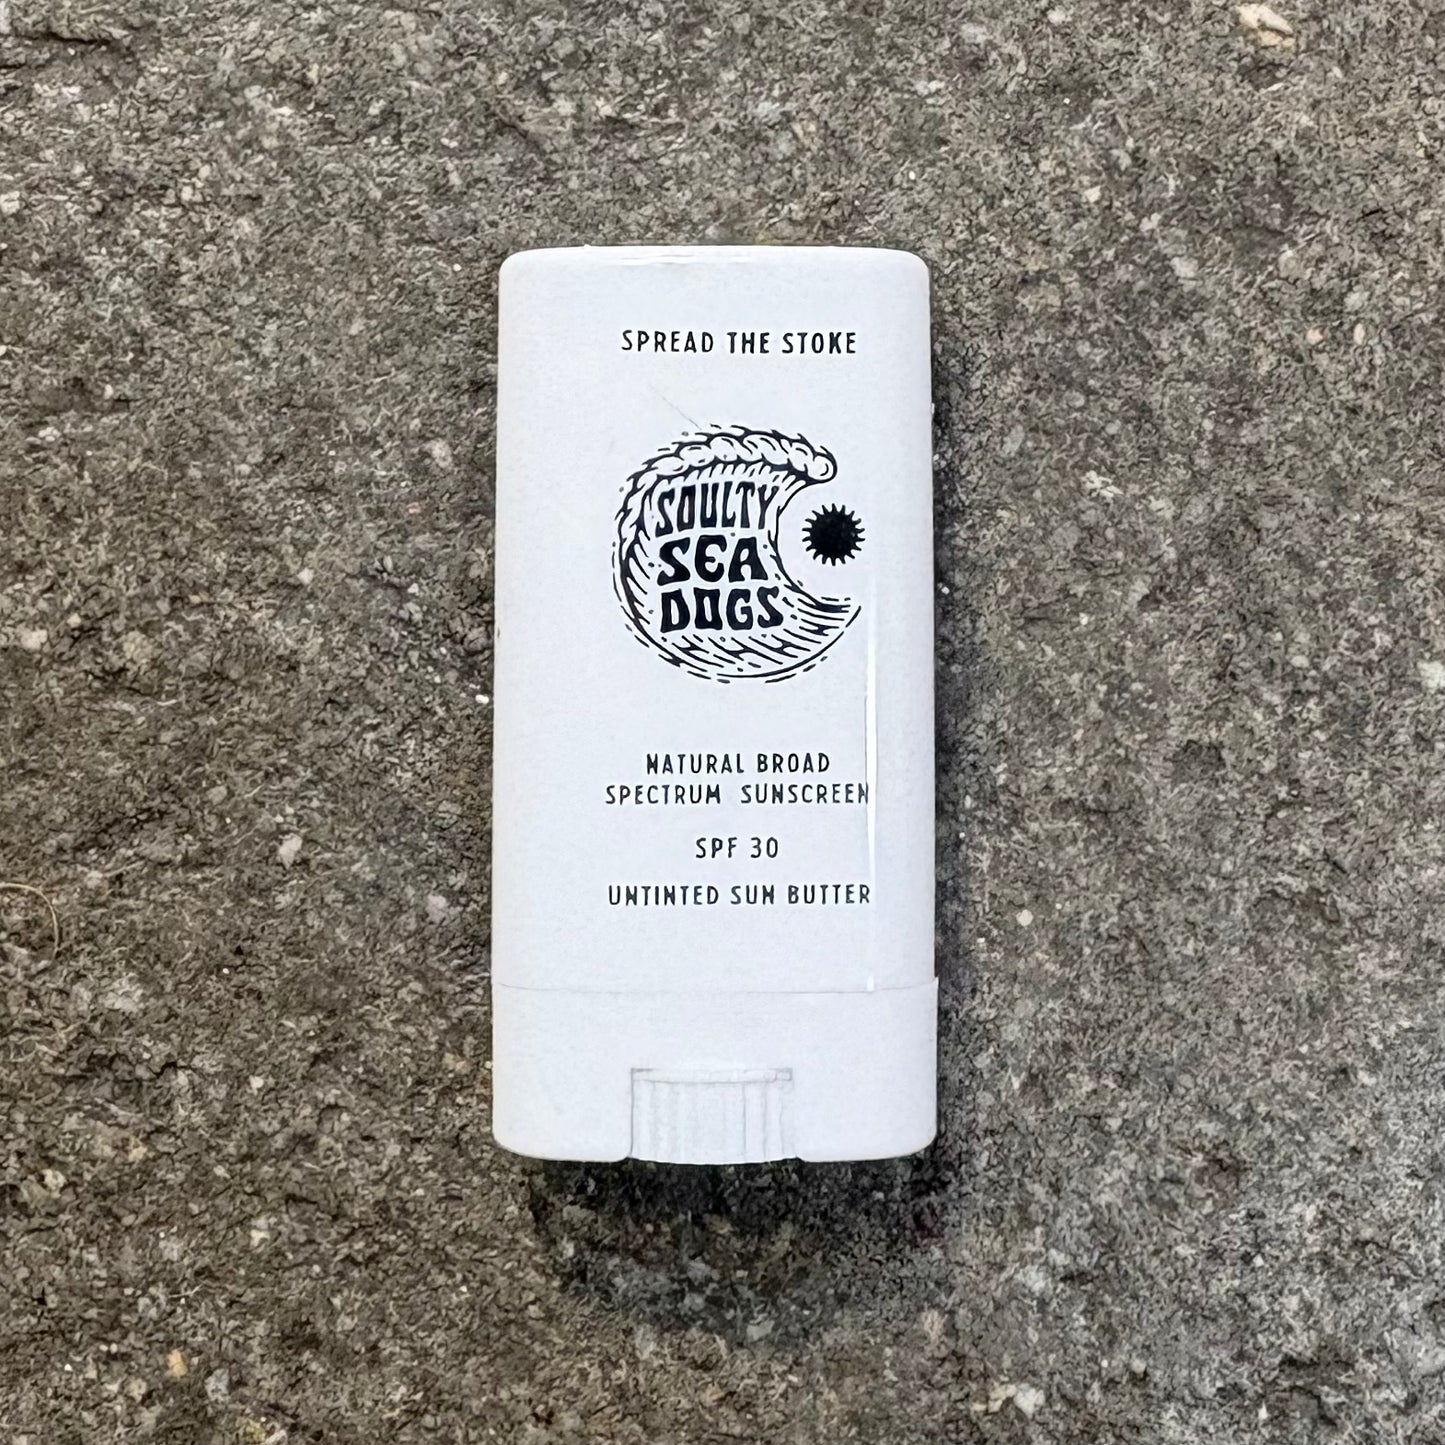 SPREAD THE STOKE
SOULTY
SEA
DOGS
NATURAL BROAD
SPECTRUM SUNSCREEN
SPF 30
UNTINTED SUN BUTTER